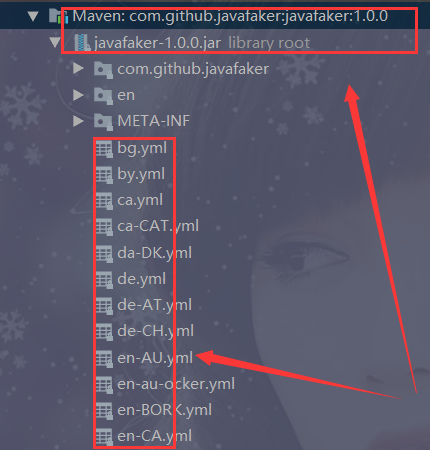 Maven: com.github.javafaker:javafaker:1.0.0
javafaker-1.0.0.jar library root
com.github.javafaker
en
META-INF
bg.yml
by.yml
ca.yml
ca-CAT.yml
da-DK.yml
de.yml
de-AT.yml
de-CH.yml
en-AU.yml
en-au-ocker.yml
en-BORK.yml
en-CA.yml